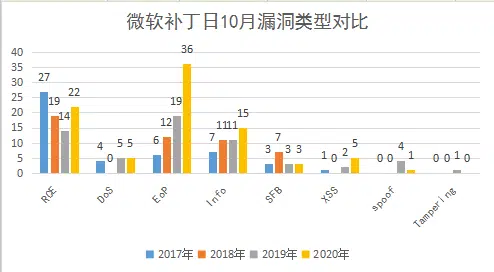 微软补丁日10月漏洞类型对比
40
35
30
25
20
15
10
5
0
27 19 14 22
4 0 5 5
6 12 19 36
7 11 11 15
3 7 3 3
1 0 2 5
0 0 4 1
0 0 1 0
RCE DoS EoP Info SFB XSS spoof Tampering
2017年 2018年 2019年 2020年